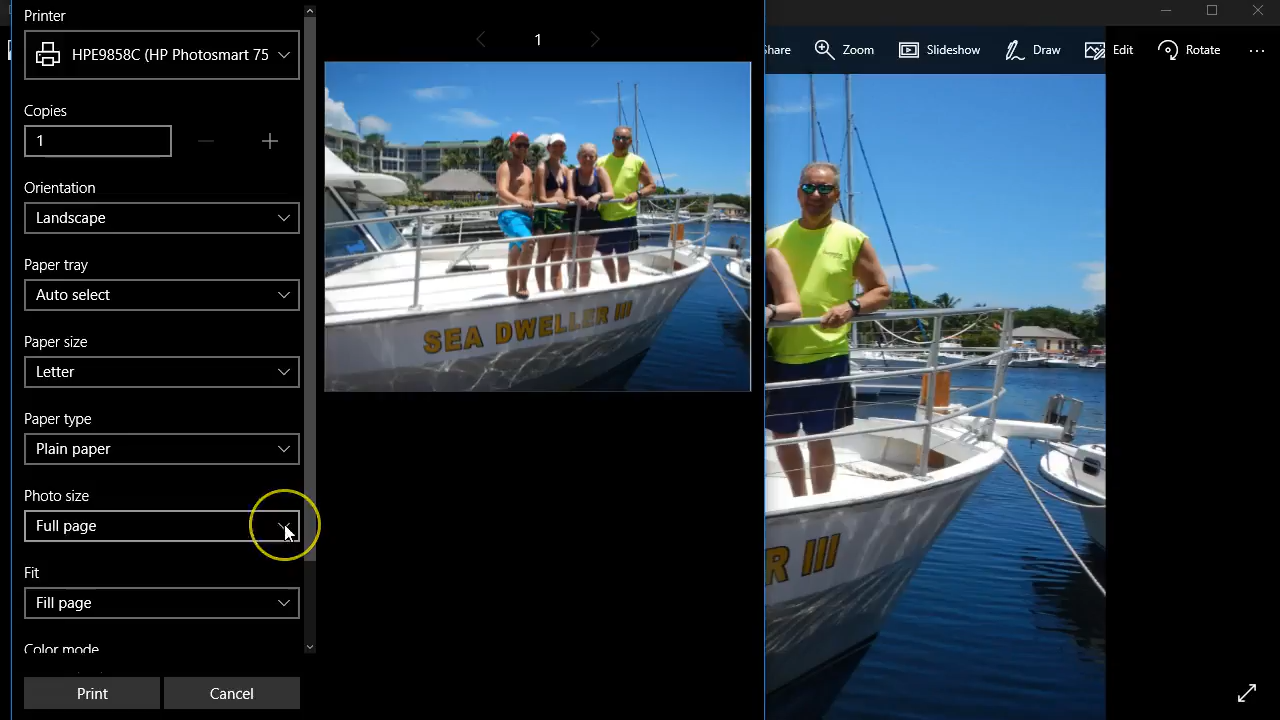 Printer
HPE9858C (HP Photosmart 75
Copies
1
Orientation
Landscape
Paper tray
Auto select
Paper size
Letter
Paper type
Plain paper
Photo size
Full page
Fit
Fill page
Color mode
Print Cancel
1
SEA DWELLER III
hare Zoom Slideshow Draw Edit Rotate ...
R III